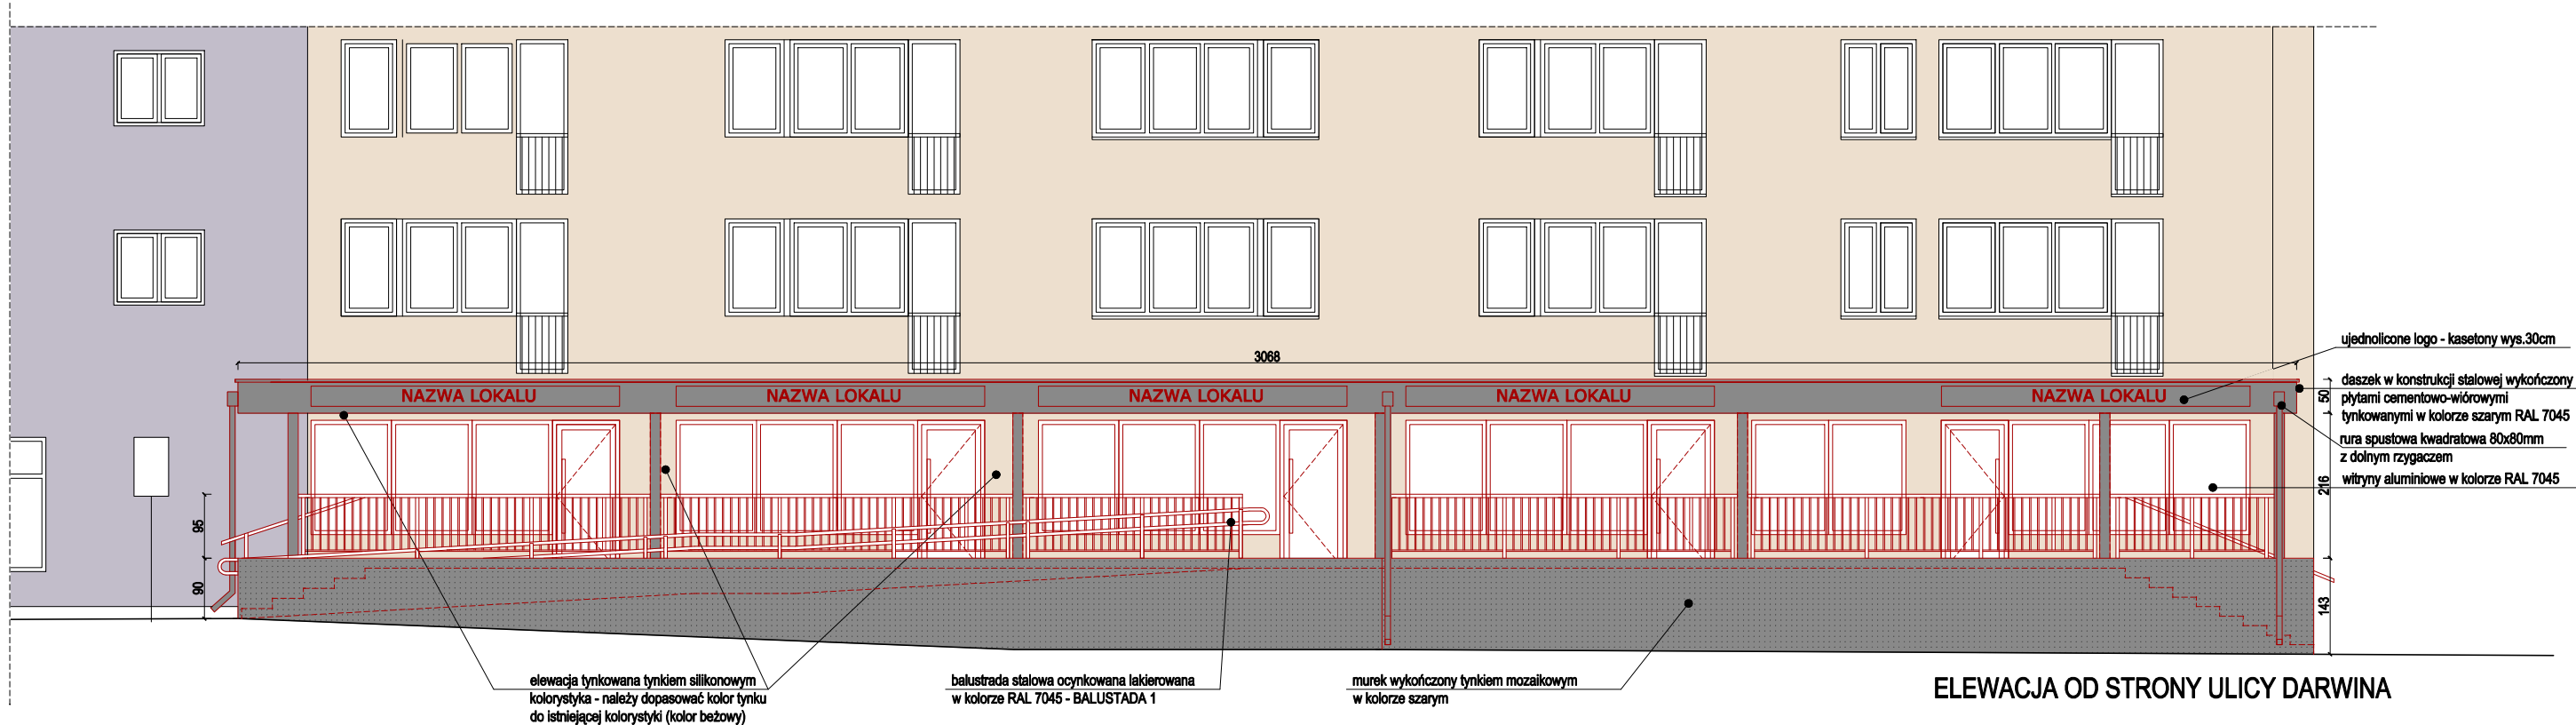 3068
ujednolicone logo - kasetony wys.30cm
NAZWA LOKALU
NAZWA LOKALU
NAZWA LOKALU
NAZWA LOKALU
NAZWA LOKALU
50
daszek w konstrukcji stalowej wykończony
płytami cementowo-wiórowymi
tynkowanymi w kolorze szarym RAL 7045
rura spustowa kwadratowa 80x80mm
z dolnym rzygaczem
216
witryny aluminiowe w kolorze RAL 7045
95
90
143
elewacja tynkowana tynkiem silikonowym
kolorystyka - należy dopasować kolor tynku
do istniejącej kolorystyki (kolor beżowy)
balustrada stalowa ocynkowana lakierowana
w kolorze RAL 7045 - BALUSTADA 1
murek wykończony tynkiem mozaikowym
w kolorze szarym
ELEWACJA OD STRONY ULICY DARWINA